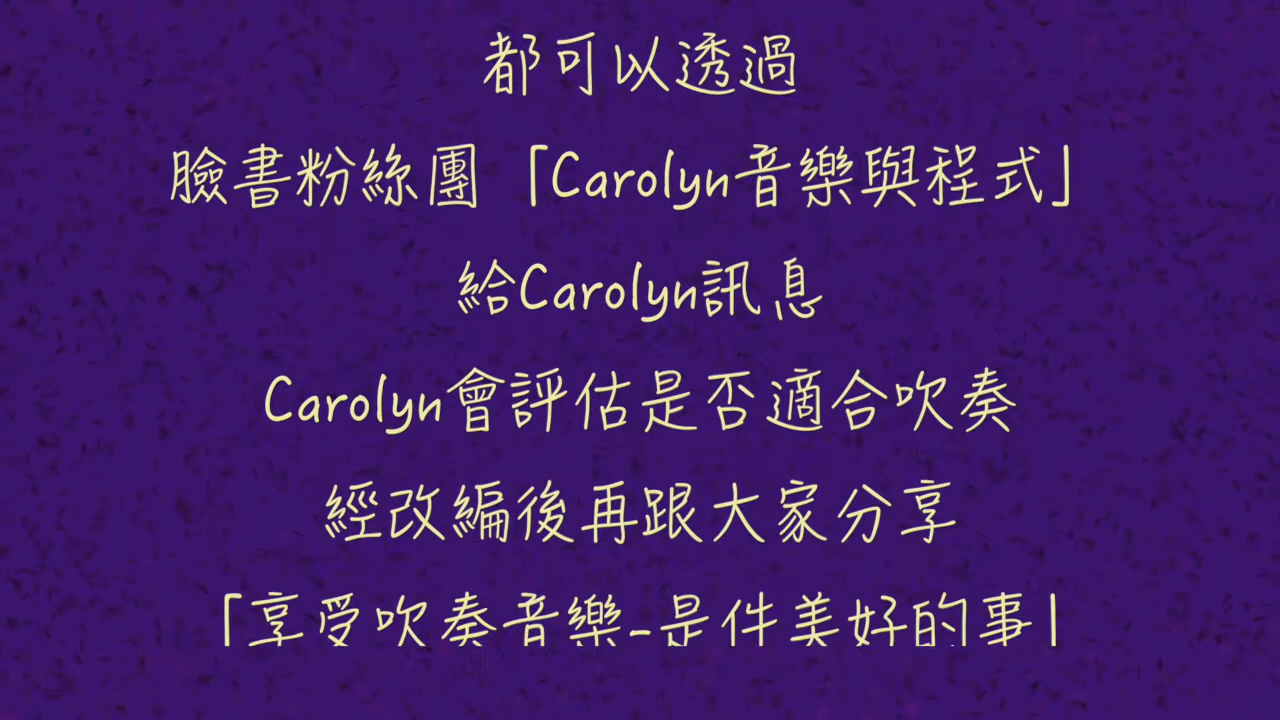 都可以透過
臉書粉絲團「Carolyn音樂與程式」
給Carolyn訊息
Carolyn會評估是否適合吹奏
經改編後再跟大家分享
「享受吹奏音樂-是件美好的事」